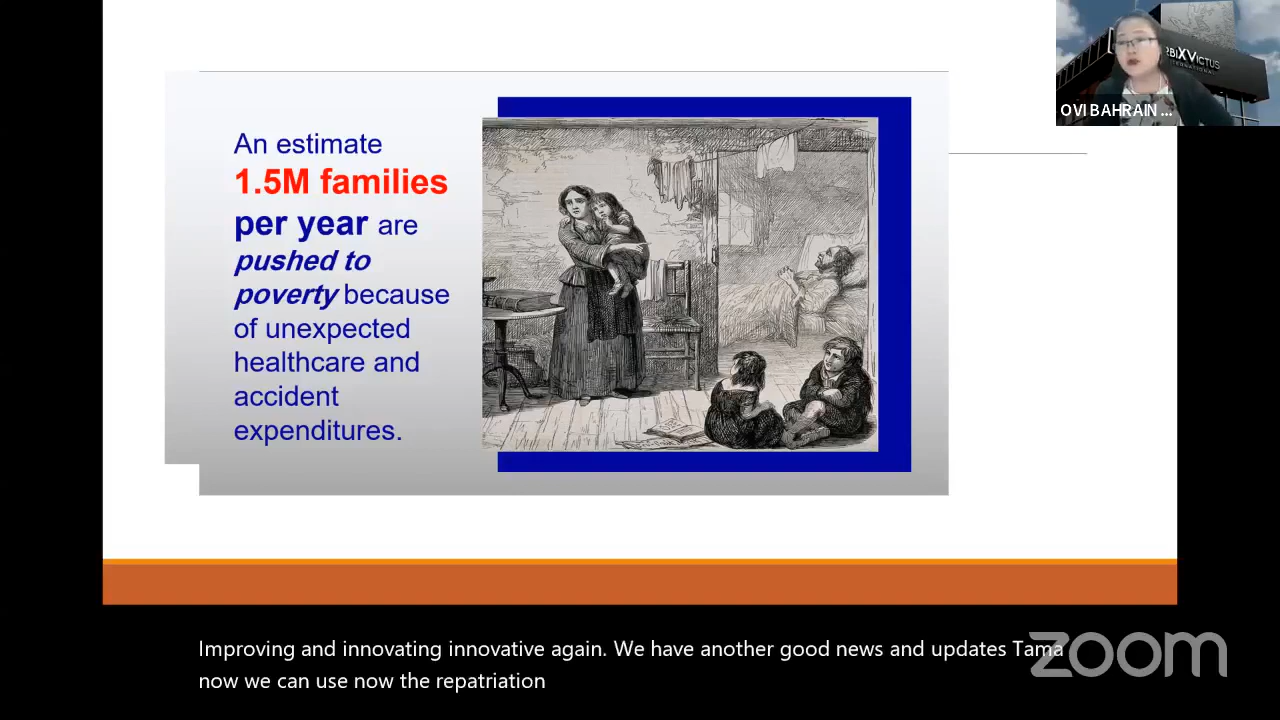 An estimate
1.5M families
per year are
pushed to
poverty because
of unexpected
healthcare and
accident
expenditures.
BIXVICTUS
OVI BAHRAIN ...
Improving and innovating innovative again. We have another good news and updates Tama
now we can use now the repatriation
zoom